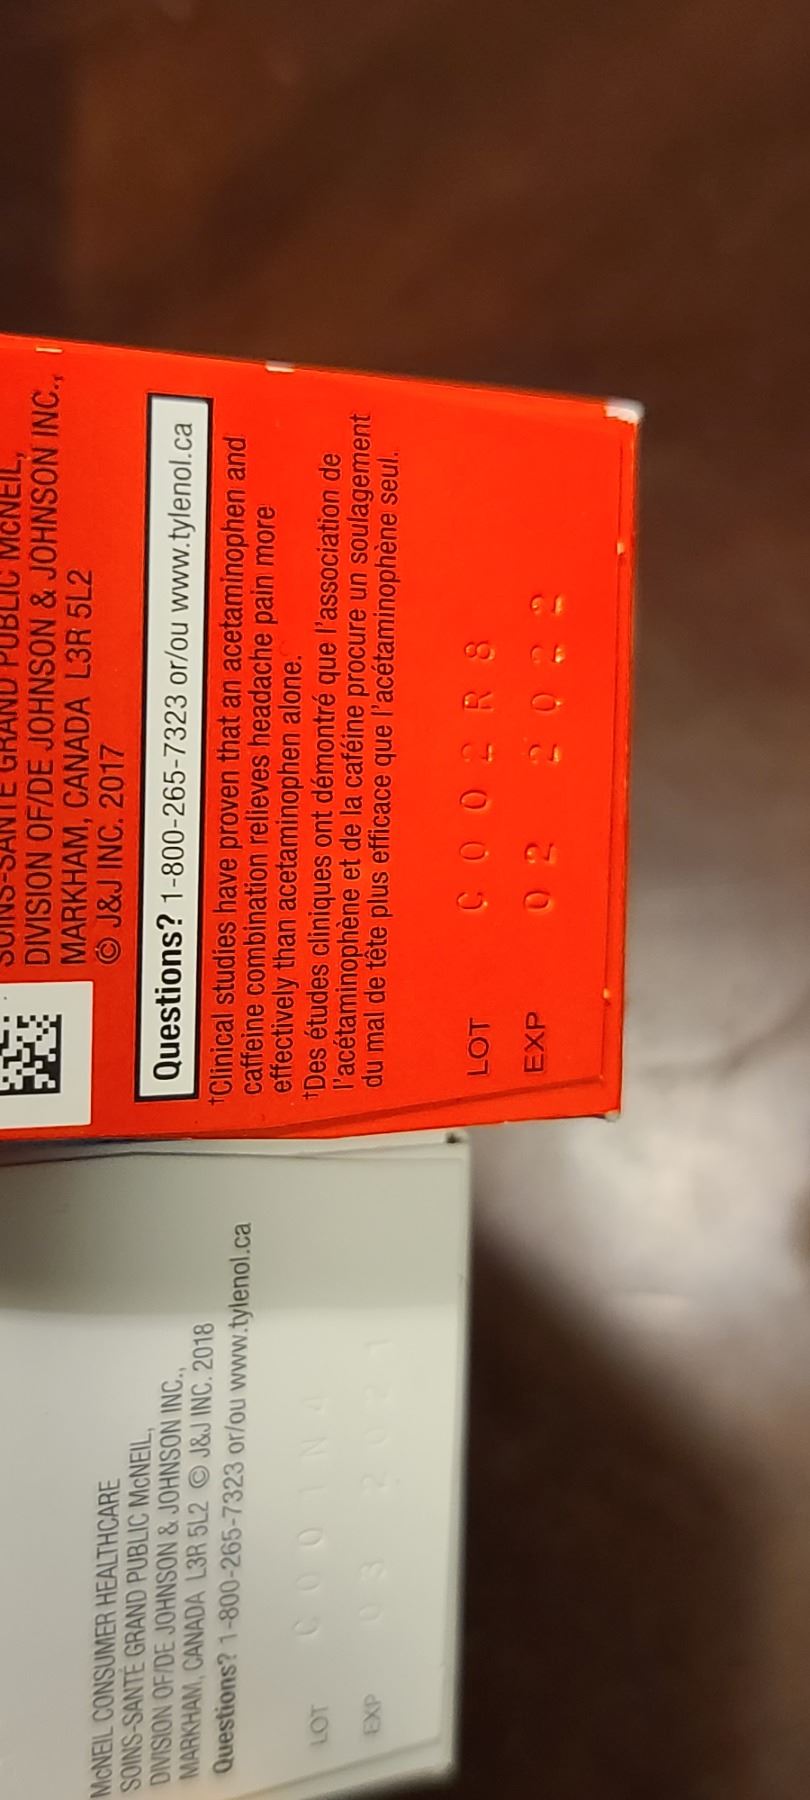 SOINS-SANTÉ GRAND PUBLIC McNEIL,
DIVISION OF/DE JOHNSON & JOHNSON INC.,
MARKHAM, CANADA L3R 5L2
© J&J INC. 2017
Questions? 1-800-265-7323 or/ou www.tylenol.ca
†Clinical studies have proven that an acetaminophen and
caffeine combination relieves headache pain more
effectively than acetaminophen alone.
†Des études cliniques ont démontré que l'association de
l'acétaminophène et de la caféine procure un soulagement
du mal de tête plus efficace que l'acétaminophène seul.
LOT C002R8
EXP 02 2022
McNEIL CONSUMER HEALTHCARE
SOINS-SANTÉ GRAND PUBLIC McNEIL,
DIVISION OF/DE JOHNSON & JOHNSON INC.,
MARKHAM, CANADA L3R 5L2 © J&J INC. 2018
Questions? 1-800-265-7323 or/ou www.tylenol.ca
LOT C001N4
EXP 03 2021